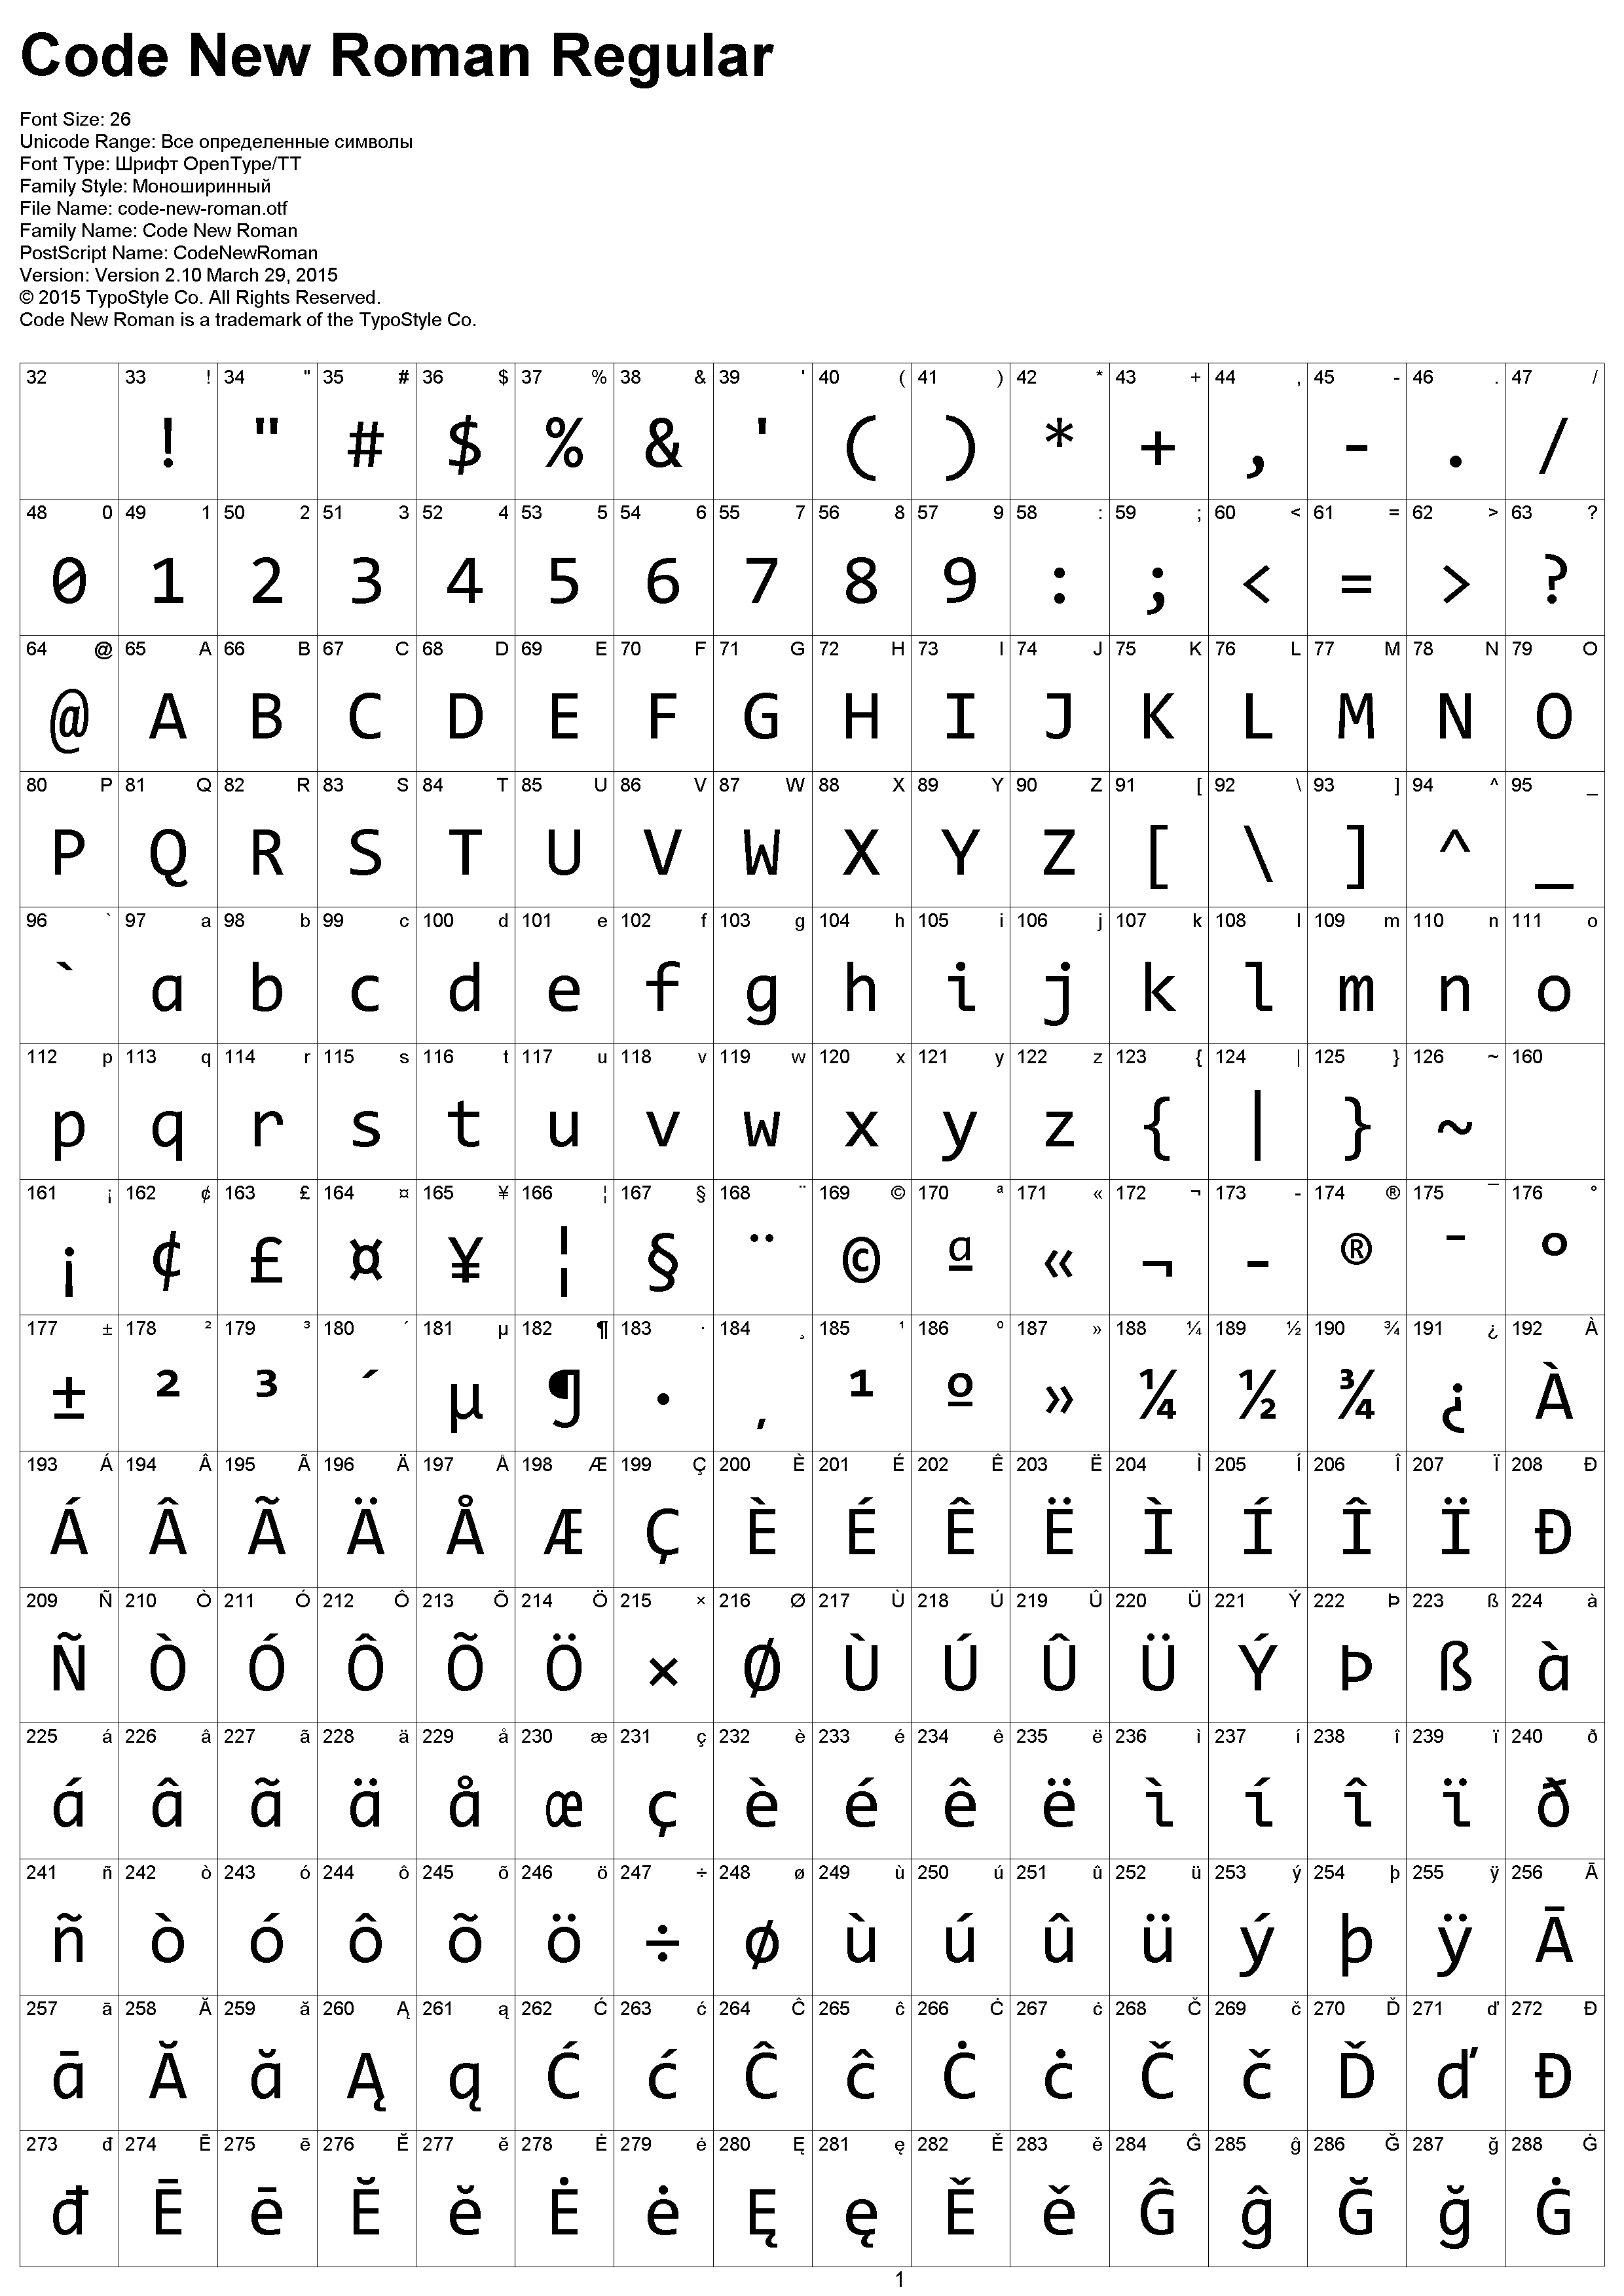 Code New Roman Regular
Font Size: 26
Unicode Range: Все определенные символы
Font Type: Шрифт OpenType/TT
Family Style: Моноширинный
File Name: code-new-roman.otf
Family Name: Code New Roman
PostScript Name: CodeNewRoman
Version: Version 2.10 March 29, 2015
© 2015 TypoStyle Co. All Rights Reserved.
Code New Roman is a trademark of the TypoStyle Co.
32 33 ! 34 " 35 # 36 $ 37 % 38 & 39 ' 40 ( 41 ) 42 * 43 + 44 , 45 - 46 . 47 /
! " # $ % & ' ( ) * + , - . /
48 0 49 1 50 2 51 3 52 4 53 5 54 6 55 7 56 8 57 9 58 : 59 ; 60 < 61 = 62 > 63 ?
0 1 2 3 4 5 6 7 8 9 : ; < = > ?
64 @ 65 A 66 B 67 C 68 D 69 E 70 F 71 G 72 H 73 I 74 J 75 K 76 L 77 M 78 N 79 O
@ A B C D E F G H I J K L M N O
80 P 81 Q 82 R 83 S 84 T 85 U 86 V 87 W 88 X 89 Y 90 Z 91 [ 92 \ 93 ] 94 ^ 95 _
P Q R S T U V W X Y Z [ \ ] ^ _
96 ` 97 a 98 b 99 c 100 d 101 e 102 f 103 g 104 h 105 i 106 j 107 k 108 l 109 m 110 n 111 o
` a b c d e f g h i j k l m n o
112 p 113 q 114 r 115 s 116 t 117 u 118 v 119 w 120 x 121 y 122 z 123 { 124 | 125 } 126 ~ 160
p q r s t u v w x y z { | } ~
161 ¡ 162 ¢ 163 £ 164 ¤ 165 ¥ 166 ¦ 167 § 168 ¨ 169 © 170 ª 171 « 172 ¬ 173 - 174 ® 175 ¯ 176 °
¡ ¢ £ ¤ ¥ ¦ § ¨ © ª « ¬ - ® ¯ °
177 ± 178 ² 179 ³ 180 ´ 181 µ 182 ¶ 183 · 184 ¸ 185 ¹ 186 º 187 » 188 ¼ 189 ½ 190 ¾ 191 ¿ 192 À
± ² ³ ´ µ ¶ · ¸ ¹ º » ¼ ½ ¾ ¿ À
193 Á 194 Â 195 Ã 196 Ä 197 Å 198 Æ 199 Ç 200 È 201 É 202 Ê 203 Ë 204 Ì 205 Í 206 Î 207 Ï 208 Ð
Á Â Ã Ä Å Æ Ç È É Ê Ë Ì Í Î Ï Ð
209 Ñ 210 Ò 211 Ó 212 Ô 213 Õ 214 Ö 215 × 216 Ø 217 Ù 218 Ú 219 Û 220 Ü 221 Ý 222 Þ 223 ß 224 à
Ñ Ò Ó Ô Õ Ö × Ø Ù Ú Û Ü Ý Þ ß à
225 á 226 â 227 ã 228 ä 229 å 230 æ 231 ç 232 è 233 é 234 ê 235 ë 236 ì 237 í 238 î 239 ï 240 ð
á â ã ä å æ ç è é ê ë ì í î ï ð
241 ñ 242 ò 243 ó 244 ô 245 õ 246 ö 247 ÷ 248 ø 249 ù 250 ú 251 û 252 ü 253 ý 254 þ 255 ÿ 256 Ā
ñ ò ó ô õ ö ÷ ø ù ú û ü ý þ ÿ Ā
257 ā 258 Ă 259 ă 260 Ą 261 ą 262 Ć 263 ć 264 Ĉ 265 ĉ 266 Ċ 267 ċ 268 Č 269 č 270 Ď 271 ď 272 Đ
ā Ă ă Ą ą Ć ć Ĉ ĉ Ċ ċ Č č Ď ď Đ
273 đ 274 Ē 275 ē 276 Ĕ 277 ĕ 278 Ė 279 ė 280 Ę 281 ę 282 Ě 283 ě 284 Ĝ 285 ĝ 286 Ğ 287 ğ 288 Ġ
đ Ē ē Ĕ ĕ Ė ė Ę ę Ě ě Ĝ ĝ Ğ ğ Ġ
1